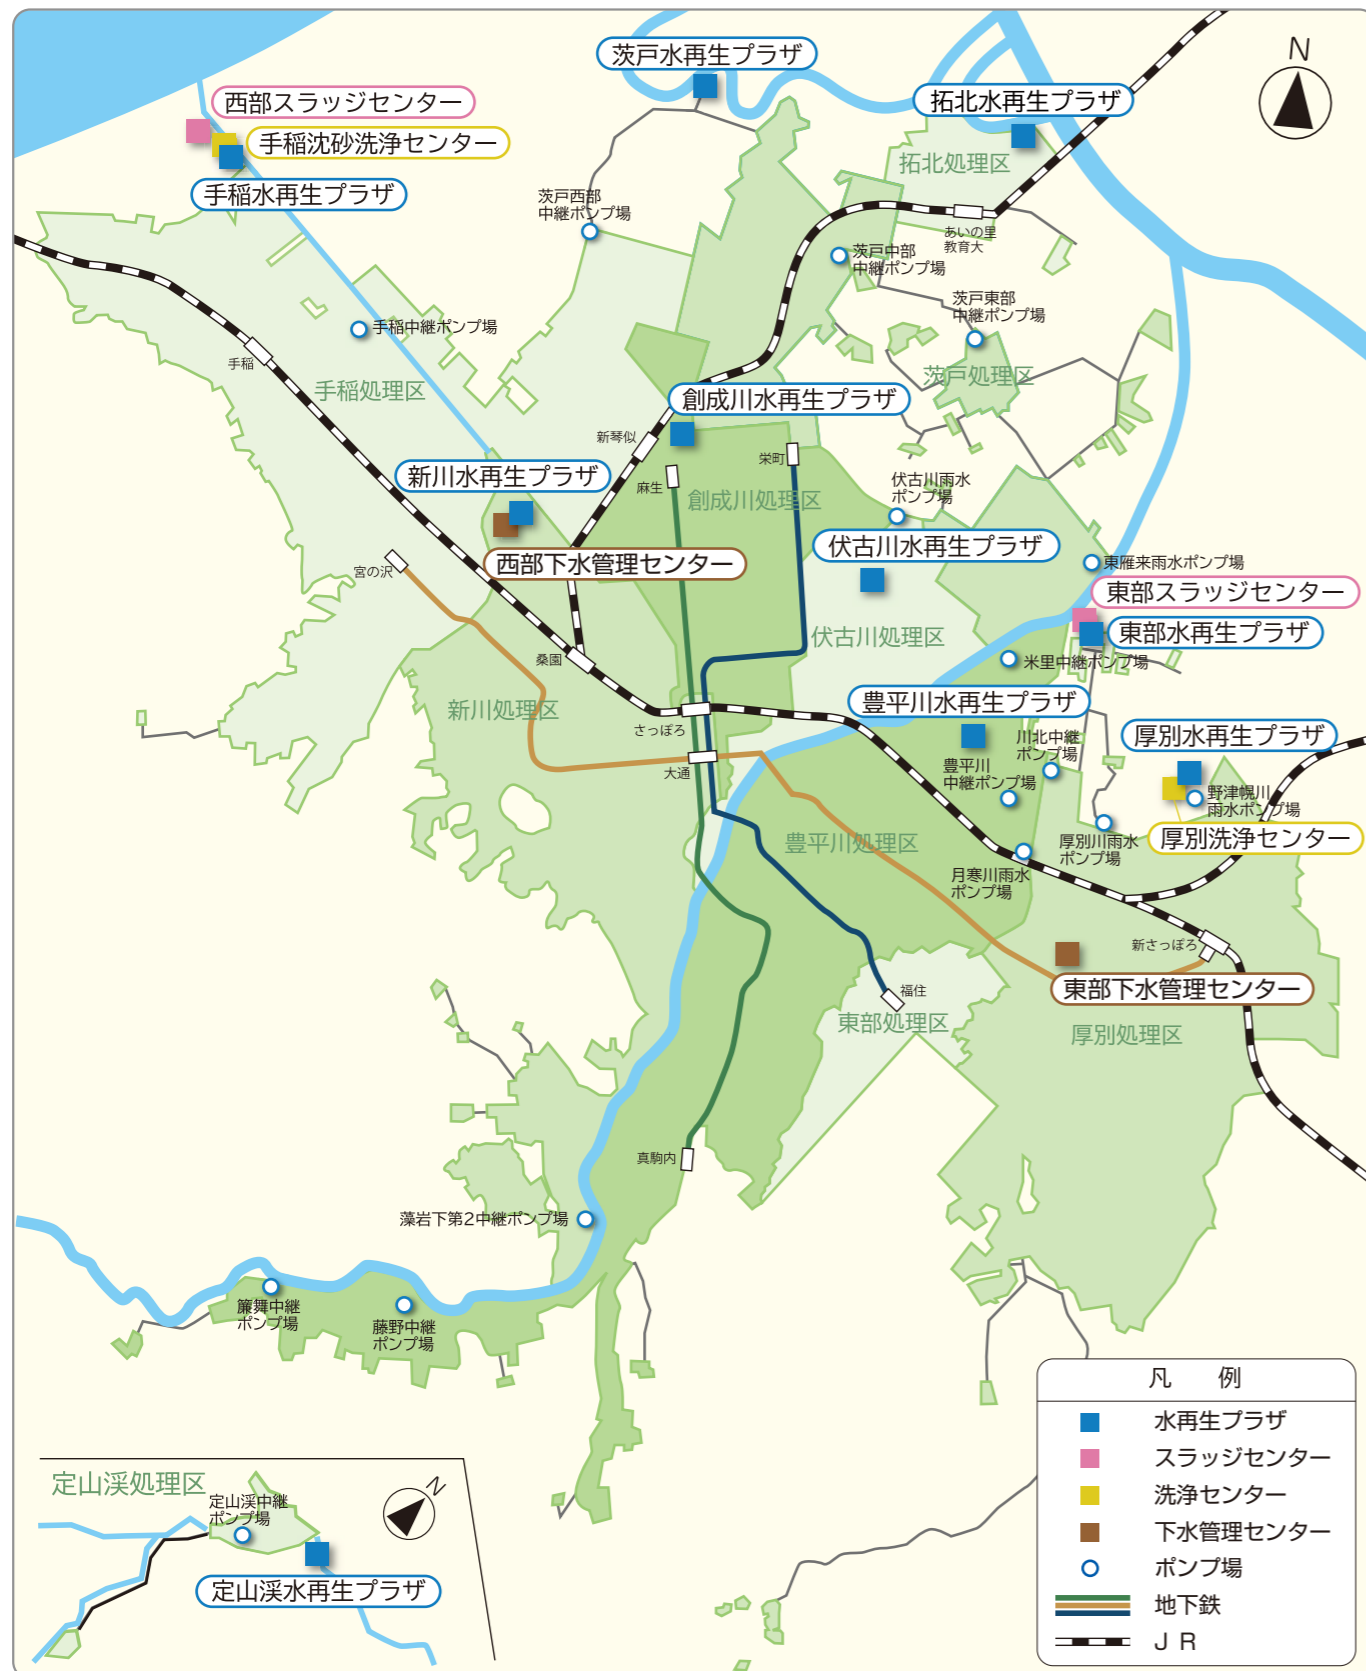 茨戸水再生プラザ
N
西部スラッジセンター
拓北水再生プラザ
手稲沈砂洗浄センター
拓北処理区
手稲水再生プラザ
茨戸西部
中継ポンプ場
あいの里
教育大
茨戸中部
中継ポンプ場
茨戸東部
中継ポンプ場
手稲中継ポンプ場
手稲
手稲処理区
茨戸処理区
創成川水再生プラザ
新琴似
栄町
新川水再生プラザ
麻生
創成川処理区
伏古川雨水
ポンプ場
伏古川水再生プラザ
西部下水管理センター
宮の沢
東雁来雨水ポンプ場
東部スラッジセンター
東部水再生プラザ
伏古川処理区
桑園
米里中継ポンプ場
新川処理区
豊平川水再生プラザ
さっぽろ
川北中継
ポンプ場
厚別水再生プラザ
大通
豊平川
中継ポンプ場
野津幌川
雨水ポンプ場
豊平川処理区
厚別川雨水
ポンプ場
厚別洗浄センター
月寒川雨水
ポンプ場
新さっぽろ
東部下水管理センター
福住
東部処理区
厚別処理区
真駒内
藻岩下第2中継ポンプ場
簾舞中継
ポンプ場
藤野中継
ポンプ場
凡 例
水再生プラザ
スラッジセンター
洗浄センター
下水管理センター
ポンプ場
地下鉄
J R
定山渓処理区
N
定山渓中継
ポンプ場
定山渓水再生プラザ